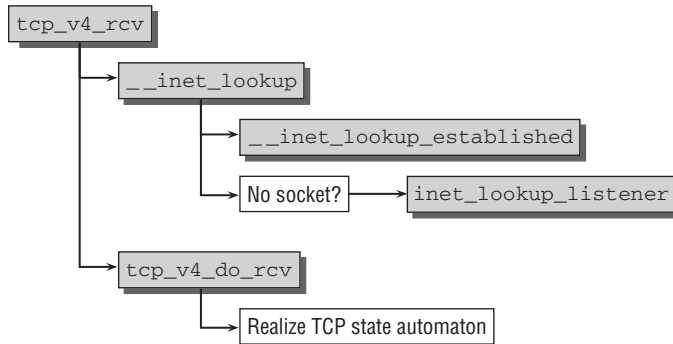 tcp_v4_rcv
__inet_lookup
__inet_lookup_established
No socket?
inet_lookup_listener
tcp_v4_do_rcv
Realize TCP state automaton